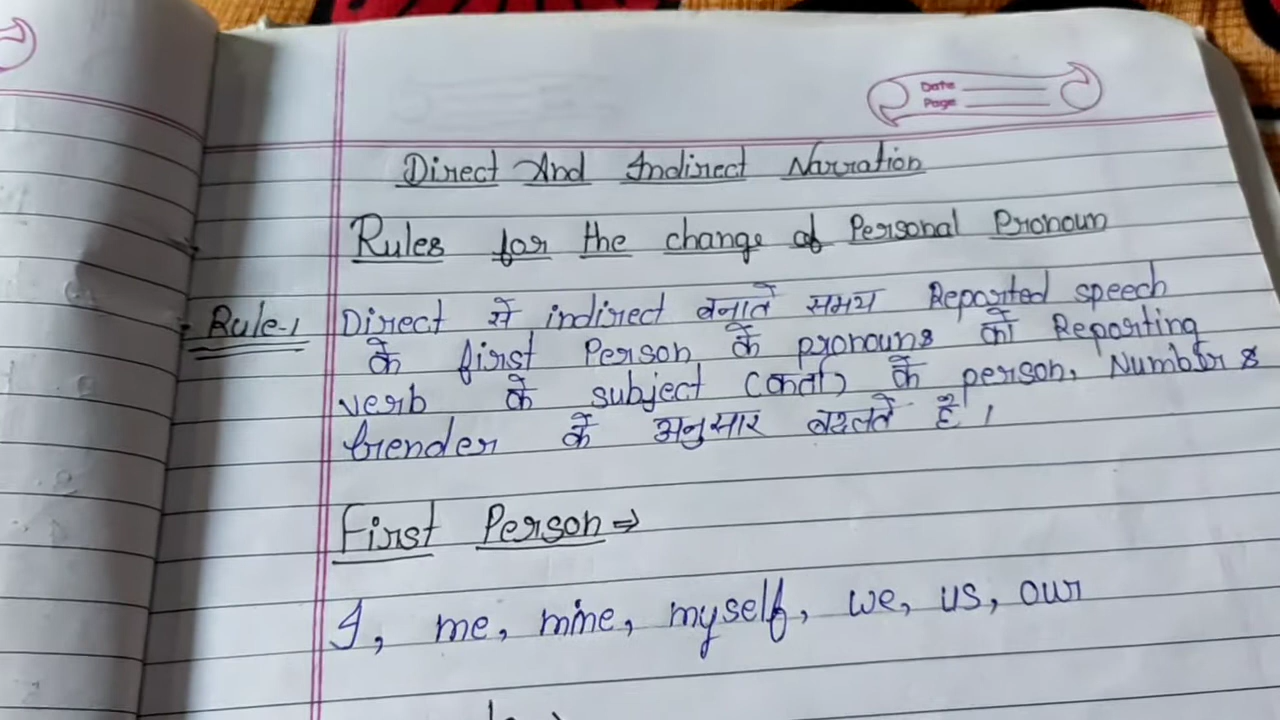 Date
Page
Direct And Indirect Narration
Rules for the change of Personal Pronoun
Rule-1 Direct से indirect बनाते समय Reported speech
के first Person के pronouns को Reporting
verb के subject (कर्ता) के person, Number &
Gender के अनुसार बदलते है ।
First Person ⇒
I, me, mine, myself, we, us, our